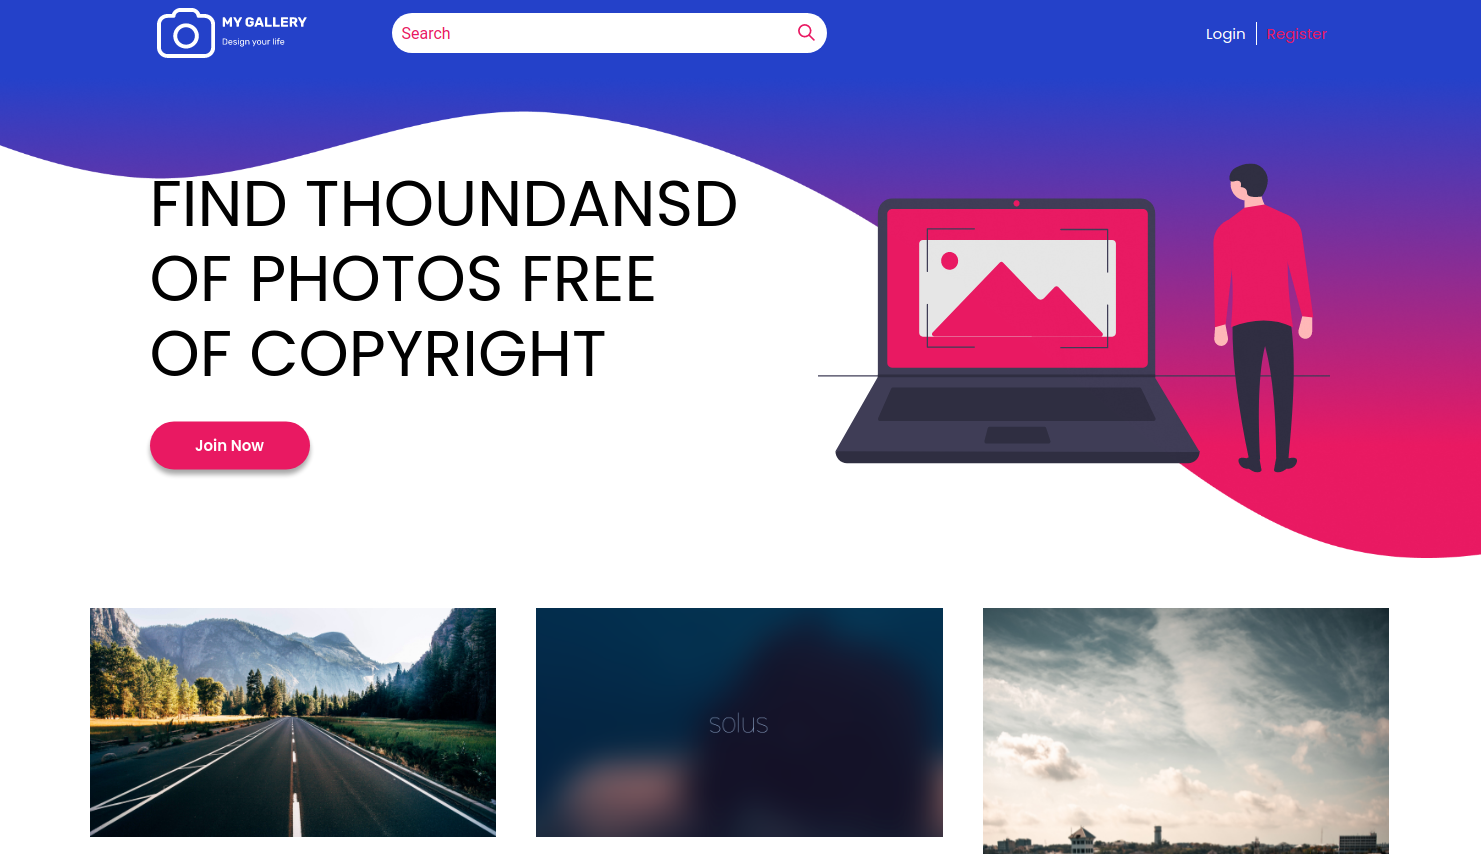 MY GALLERY
Design your life
Search
Login
Register
FIND THOUNDANSD
OF PHOTOS FREE
OF COPYRIGHT
Join Now
solus